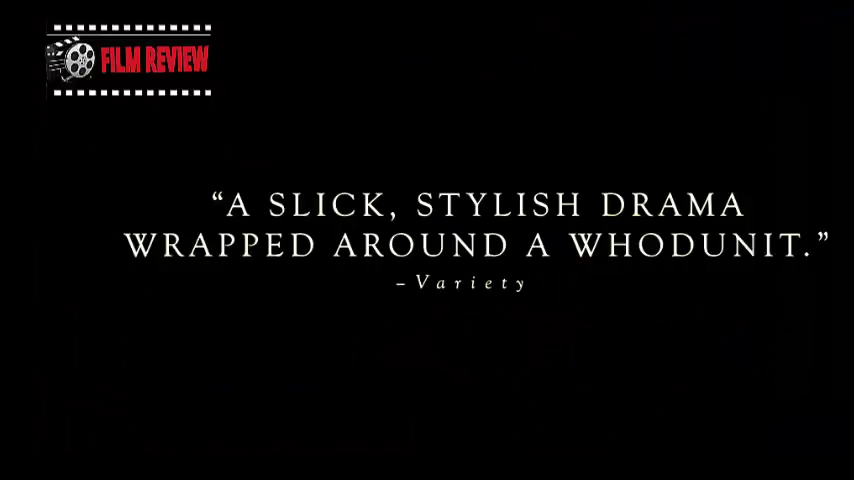 FILM REVIEW
“A SLICK, STYLISH DRAMA
WRAPPED AROUND A WHODUNIT.”
–Variety